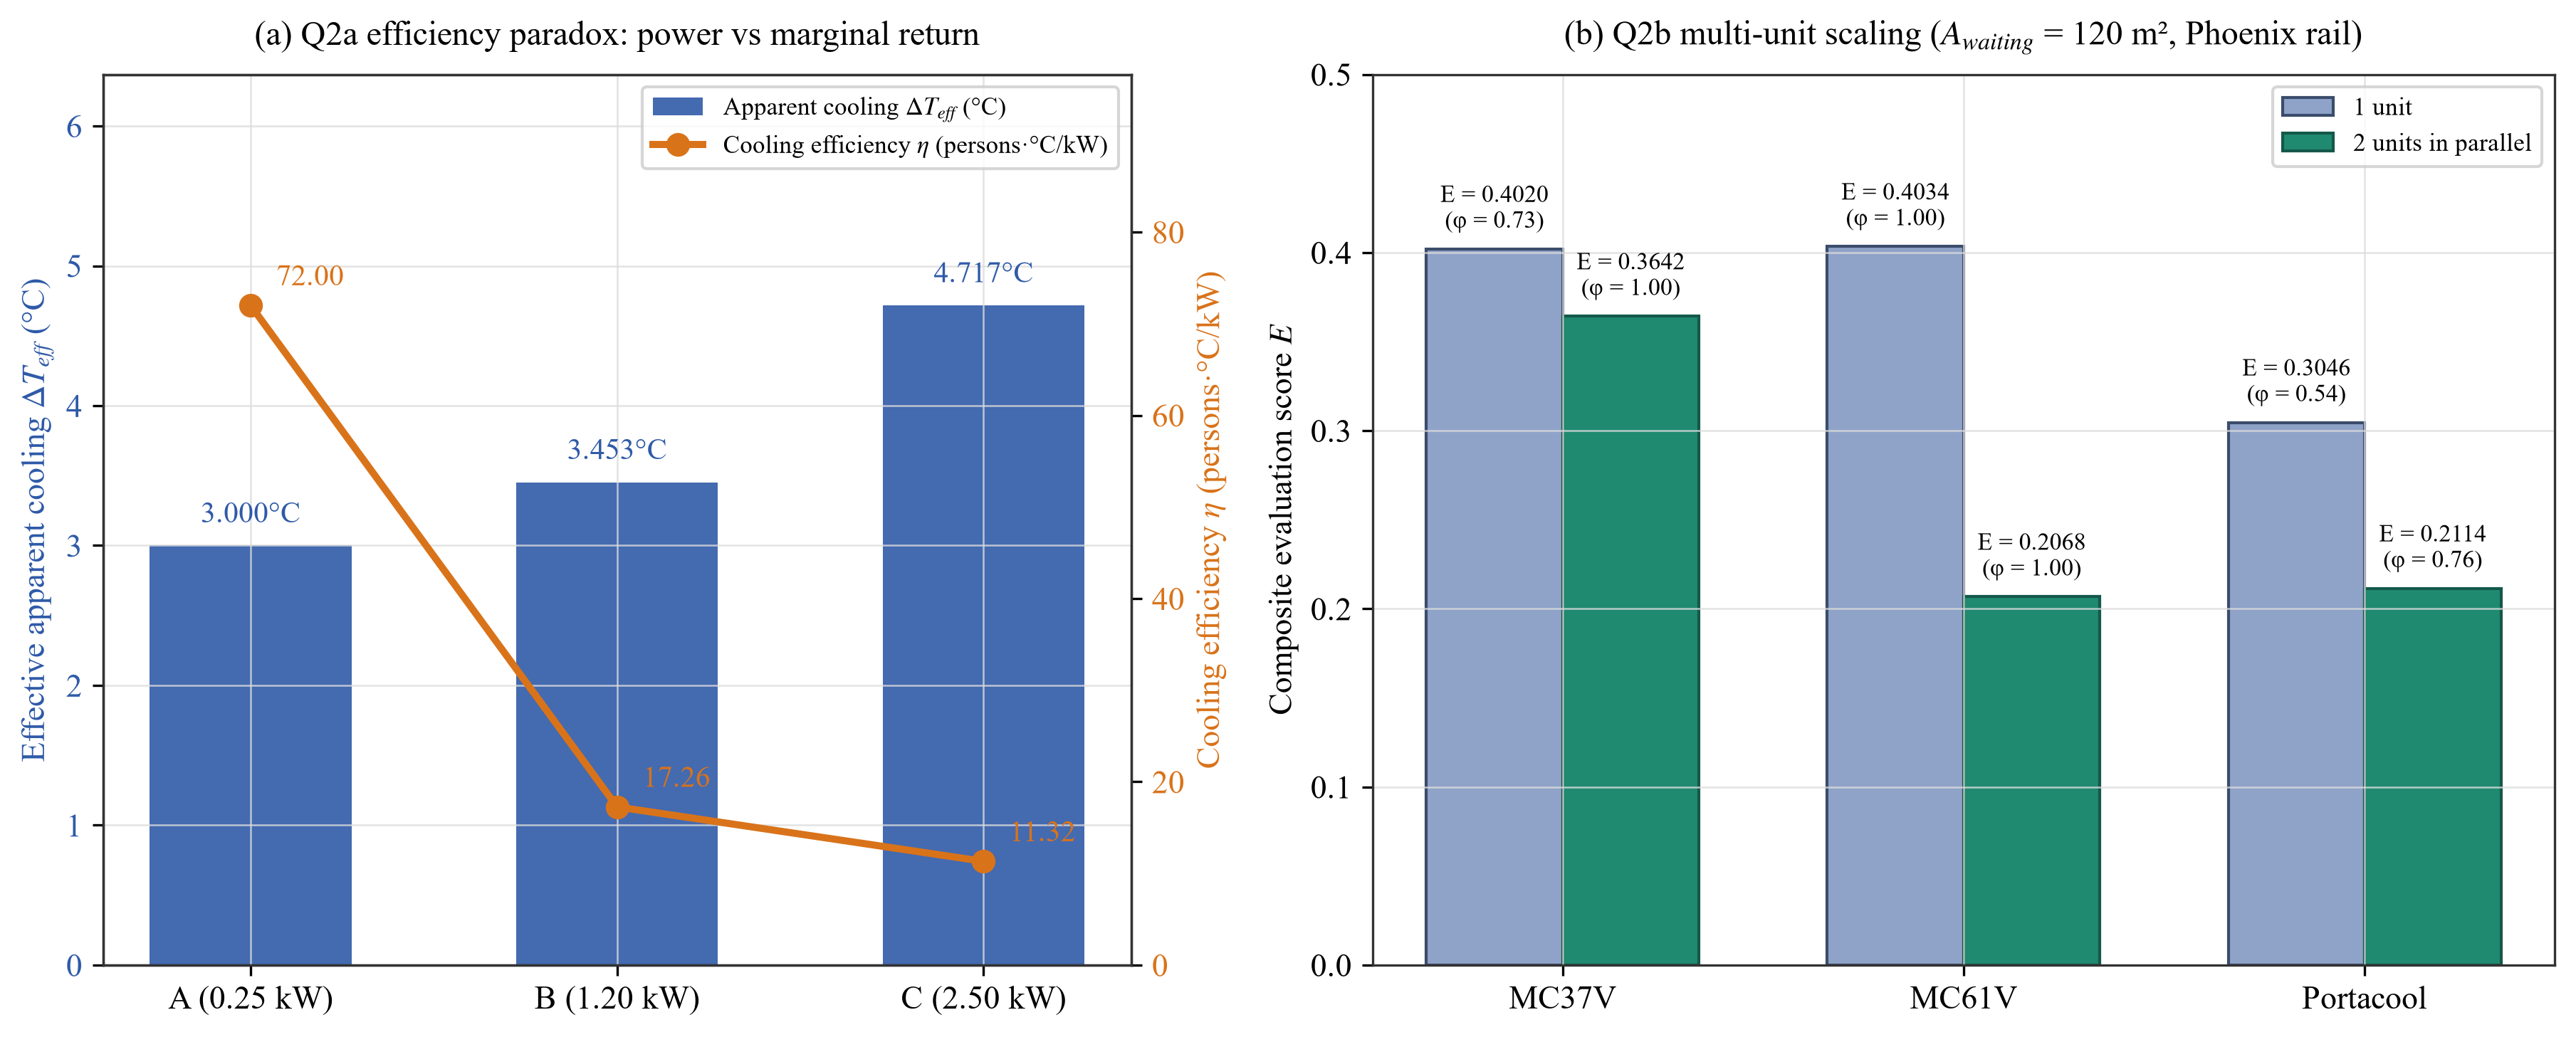 (a) Q2a efficiency paradox: power vs marginal return
Apparent cooling ΔT_eff (°C)
Cooling efficiency η (persons·°C/kW)
Effective apparent cooling ΔT_eff (°C)
6
5
4
3
2
1
0
72.00
3.000°C
3.453°C
17.26
4.717°C
11.32
80
60
40
20
0
Cooling efficiency η (persons·°C/kW)
A (0.25 kW)
B (1.20 kW)
C (2.50 kW)
(b) Q2b multi-unit scaling (A_waiting = 120 m², Phoenix rail)
1 unit
2 units in parallel
Composite evaluation score E
0.5
0.4
0.3
0.2
0.1
0.0
E = 0.4020
(φ = 0.73)
E = 0.3642
(φ = 1.00)
E = 0.4034
(φ = 1.00)
E = 0.2068
(φ = 1.00)
E = 0.3046
(φ = 0.54)
E = 0.2114
(φ = 0.76)
MC37V
MC61V
Portacool